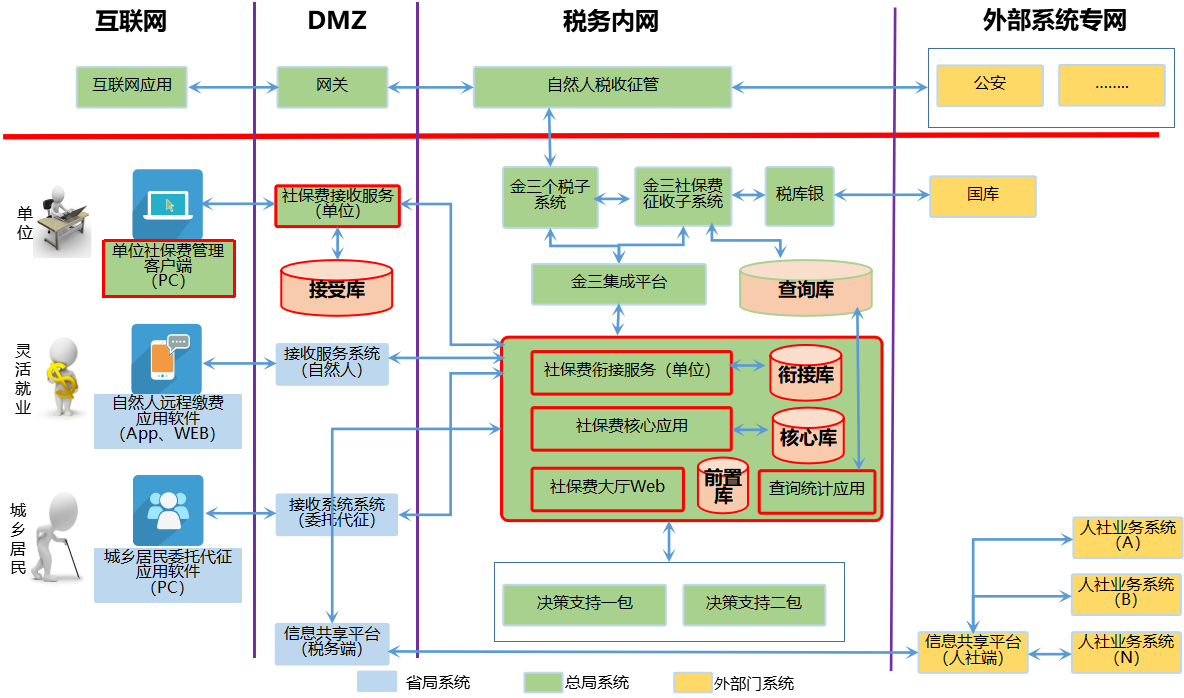 互联网
DMZ
税务内网
外部系统专网
互联网应用
网关
自然人税收征管
公安
........
单
位
单位社保费管理
客户端
（PC）
社保费接收服务
（单位）
接受库
金三个税子
系统
金三社保费
征收子系统
税库银
国库
金三集成平台
查询库
灵
活
就
业
自然人远程缴费
应用软件
（App、WEB）
接收服务系统
（自然人）
社保费衔接服务（单位）
衔接库
社保费核心应用
核心库
社保费大厅Web
前置
库
查询统计应用
城
乡
居
民
城乡居民委托代征
应用软件
（PC）
接收系统系统
（委托代征）
决策支持一包
决策支持二包
信息共享平台
（税务端）
信息共享平台
（人社端）
人社业务系统
（A）
人社业务系统
（B）
人社业务系统
（N）
省局系统
总局系统
外部门系统